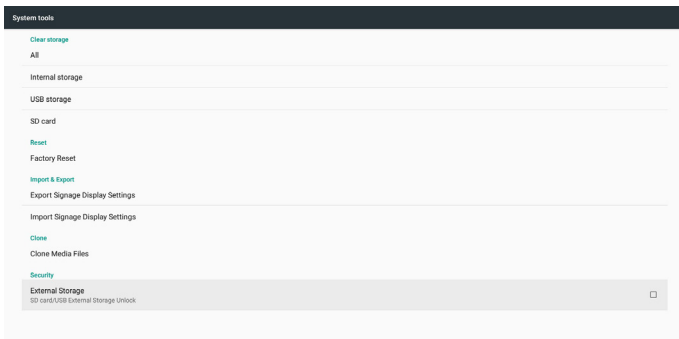 System tools
Clear storage
All
Internal storage
USB storage
SD card
Reset
Factory Reset
Import & Export
Export Signage Display Settings
Import Signage Display Settings
Clone
Clone Media Files
Security
External Storage
SD card/USB External Storage Unlock